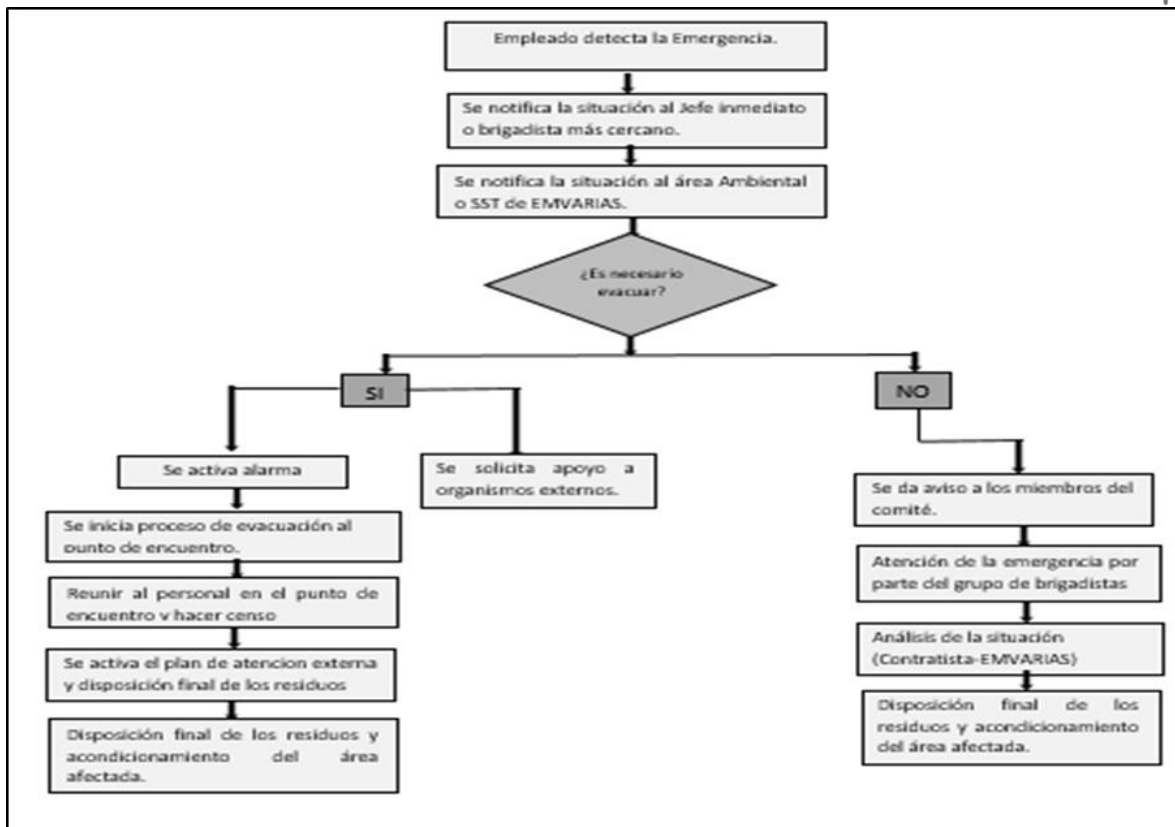 Empleado detecta la Emergencia.
Se notifica la situación al Jefe inmediato
o brigadista más cercano.
Se notifica la situación al área Ambiental
o SST de EMVARIAS.
¿Es necesario
evacuar?
SI
NO
Se activa alarma
Se inicia proceso de evacuación al
punto de encuentro.
Reunir al personal en el punto de
encuentro y hacer censo
Se activa el plan de atencion externa
y disposición final de los residuos
Disposición final de los residuos y
acondicionamiento del área
afectada.
Se solicita apoyo a
organismos externos.
Se da aviso a los miembros del
comité.
Atención de la emergencia por
parte del grupo de brigadistas
Análisis de la situación
(Contratista-EMVARIAS)
Disposición final de los
residuos y acondicionamiento
del área afectada.